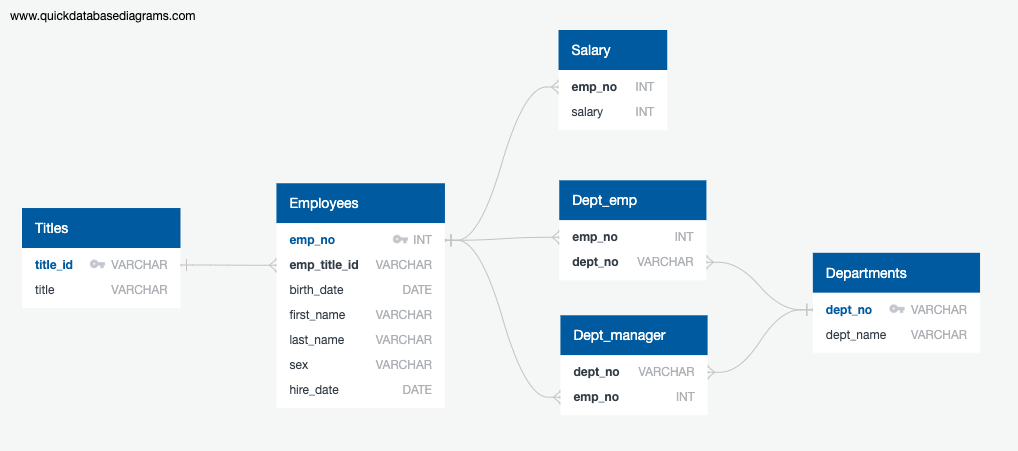 www.quickdatabasediagrams.com
Titles
title_id VARCHAR
title VARCHAR
Employees
emp_no INT
emp_title_id VARCHAR
birth_date DATE
first_name VARCHAR
last_name VARCHAR
sex VARCHAR
hire_date DATE
Salary
emp_no INT
salary INT
Dept_emp
emp_no INT
dept_no VARCHAR
Dept_manager
dept_no VARCHAR
emp_no INT
Departments
dept_no VARCHAR
dept_name VARCHAR